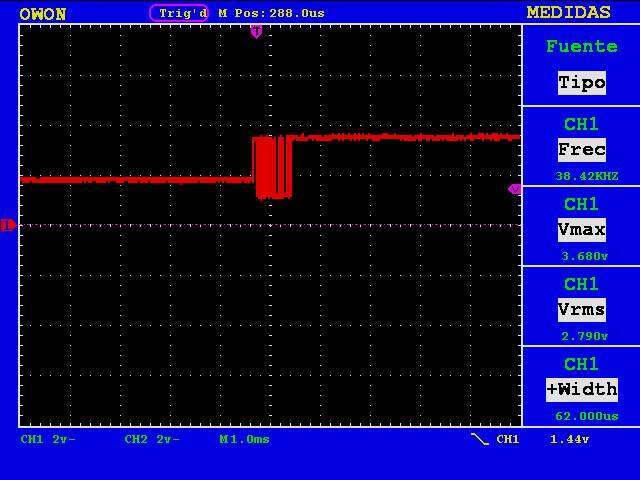 OWON Trig'd M Pos:288.0us MEDIDAS
T
Fuente
Tipo
CH1
Frec
38.42KHZ
CH1
Vmax
3.680v
CH1
Vrms
2.790v
CH1
+Width
62.000us
1
CH1 2v- CH2 2v- M1.0ms CH1 1.44v